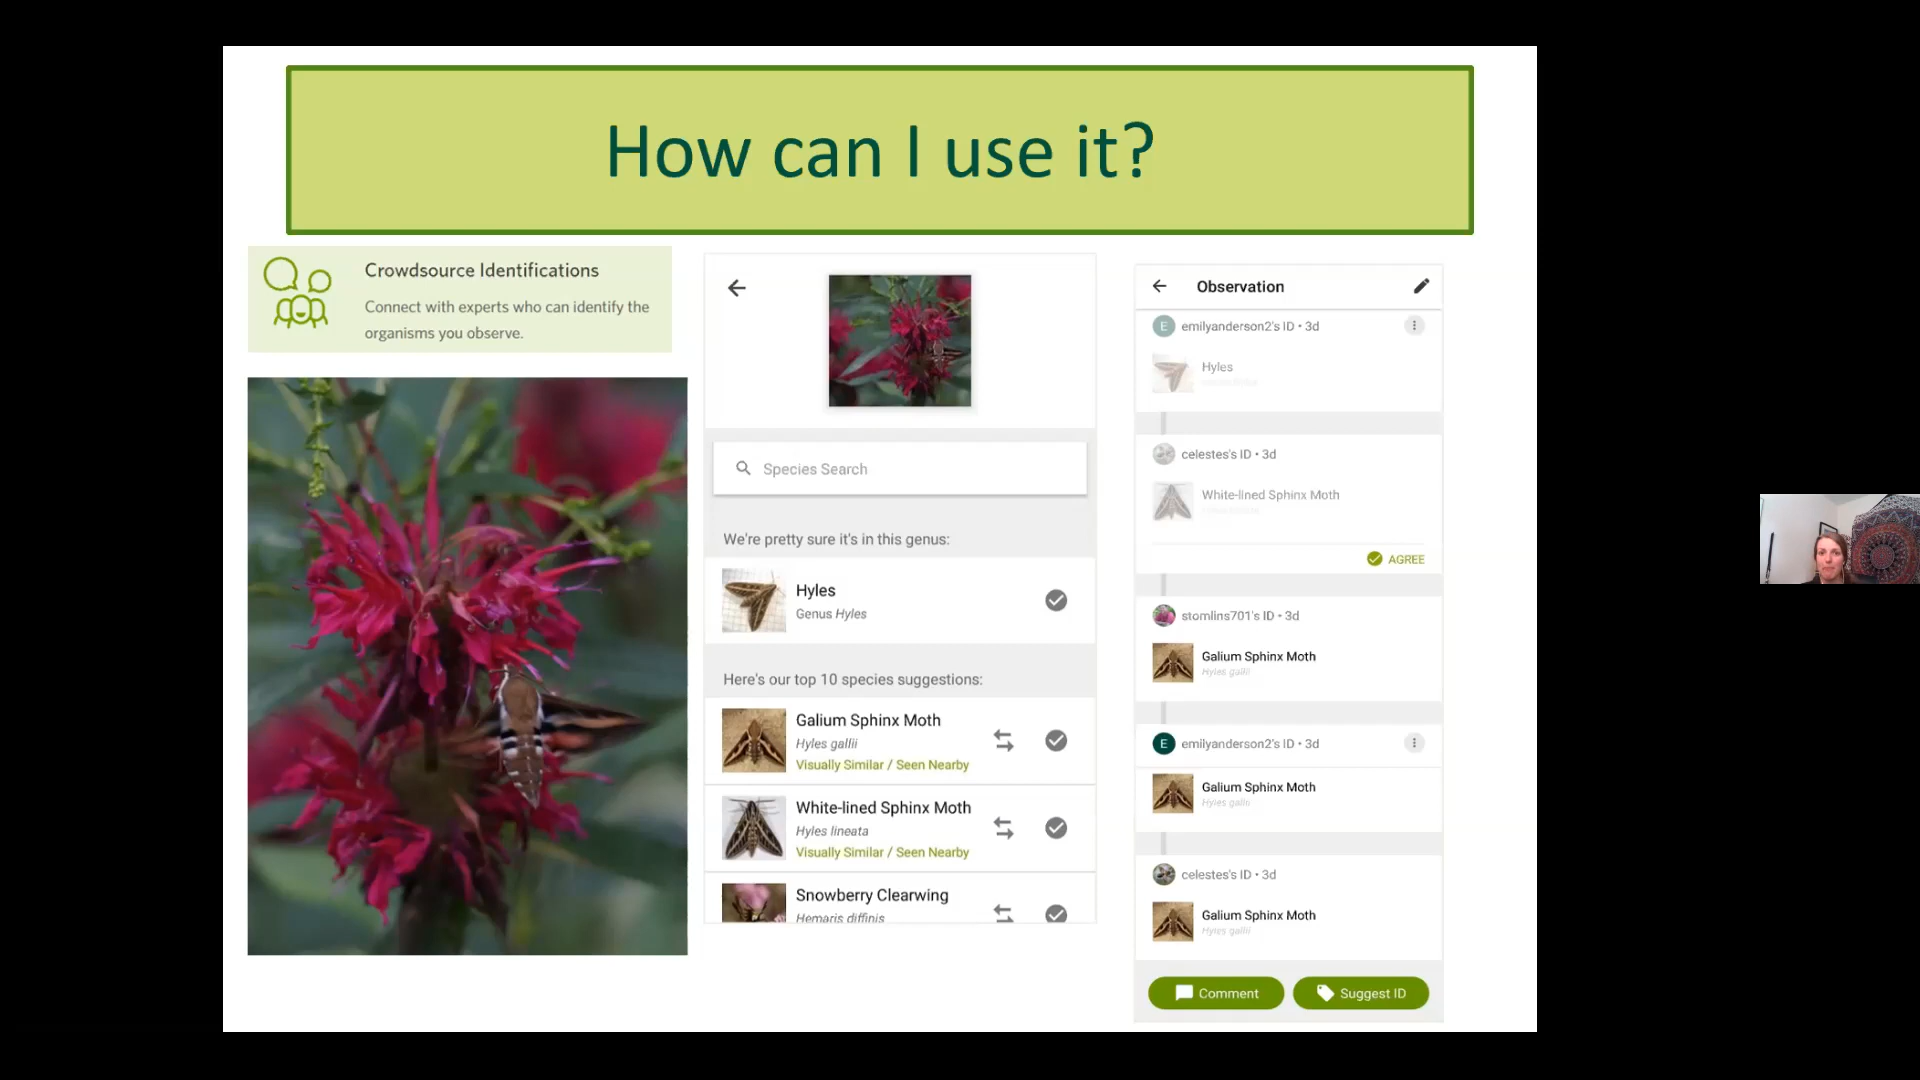 How can I use it?
Crowdsource Identifications
Connect with experts who can identify the
organisms you observe.
Species Search
We're pretty sure it's in this genus:
Hyles
Genus Hyles
Here's our top 10 species suggestions:
Galium Sphinx Moth
Hyles gallii
Visually Similar / Seen Nearby
White-lined Sphinx Moth
Hyles lineata
Visually Similar / Seen Nearby
Snowberry Clearwing
Hemaris diffinis
Observation
E emilyanderson2's ID • 3d
Hyles
celestes's ID • 3d
White-lined Sphinx Moth
AGREE
stomlins701's ID • 3d
Galium Sphinx Moth
Hyles gallii
E emilyanderson2's ID • 3d
Galium Sphinx Moth
Hyles gallii
celestes's ID • 3d
Galium Sphinx Moth
Hyles gallii
Comment
Suggest ID